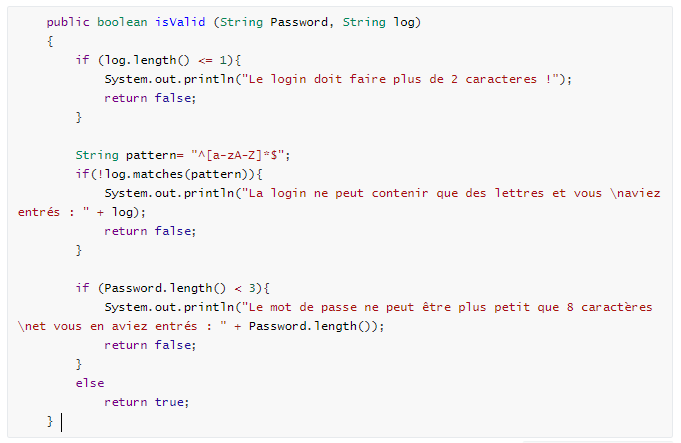 public boolean isValid (String Password, String log)
{
if (log.length() <= 1){
System.out.println("Le login doit faire plus de 2 caracteres !");
return false;
}
String pattern= "^[a-zA-Z]*$";
if(!log.matches(pattern)){
System.out.println("La login ne peut contenir que des lettres et vous \naviez
entrés : " + log);
return false;
}
if (Password.length() < 3){
System.out.println("Le mot de passe ne peut être plus petit que 8 caractères
\net vous en aviez entrés : " + Password.length());
return false;
}
else
return true;
}